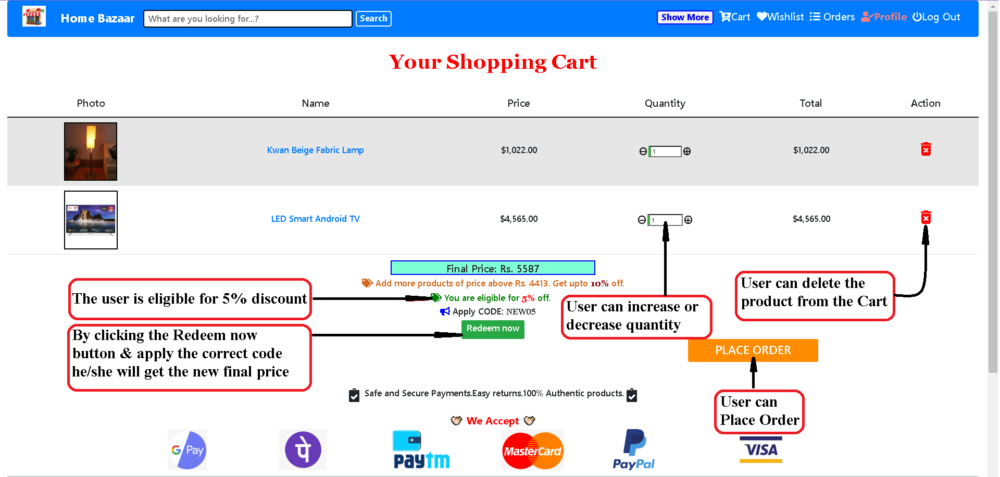 Home Bazaar
What are you looking for...?
Search
Show More
Cart
Wishlist
Orders
Profile
Log Out
Your Shopping Cart
Photo Name Price Quantity Total Action
Kwan Beige Fabric Lamp $1,022.00 1 $1,022.00
LED Smart Android TV $4,565.00 1 $4,565.00
Final Price: Rs. 5587
Add more products of price above Rs. 4413. Get upto 10% off.
You are eligible for 5% off.
Apply CODE: NEW05
Redeem now
The user is eligible for 5% discount
By clicking the Redeem now
button & apply the correct code
he/she will get the new final price
User can increase or
decrease quantity
User can delete the
product from the Cart
PLACE ORDER
User can
Place Order
Safe and Secure Payments.Easy returns.100% Authentic products.
We Accept
G Pay
पे
paytm
MasterCard
PayPal
VISA